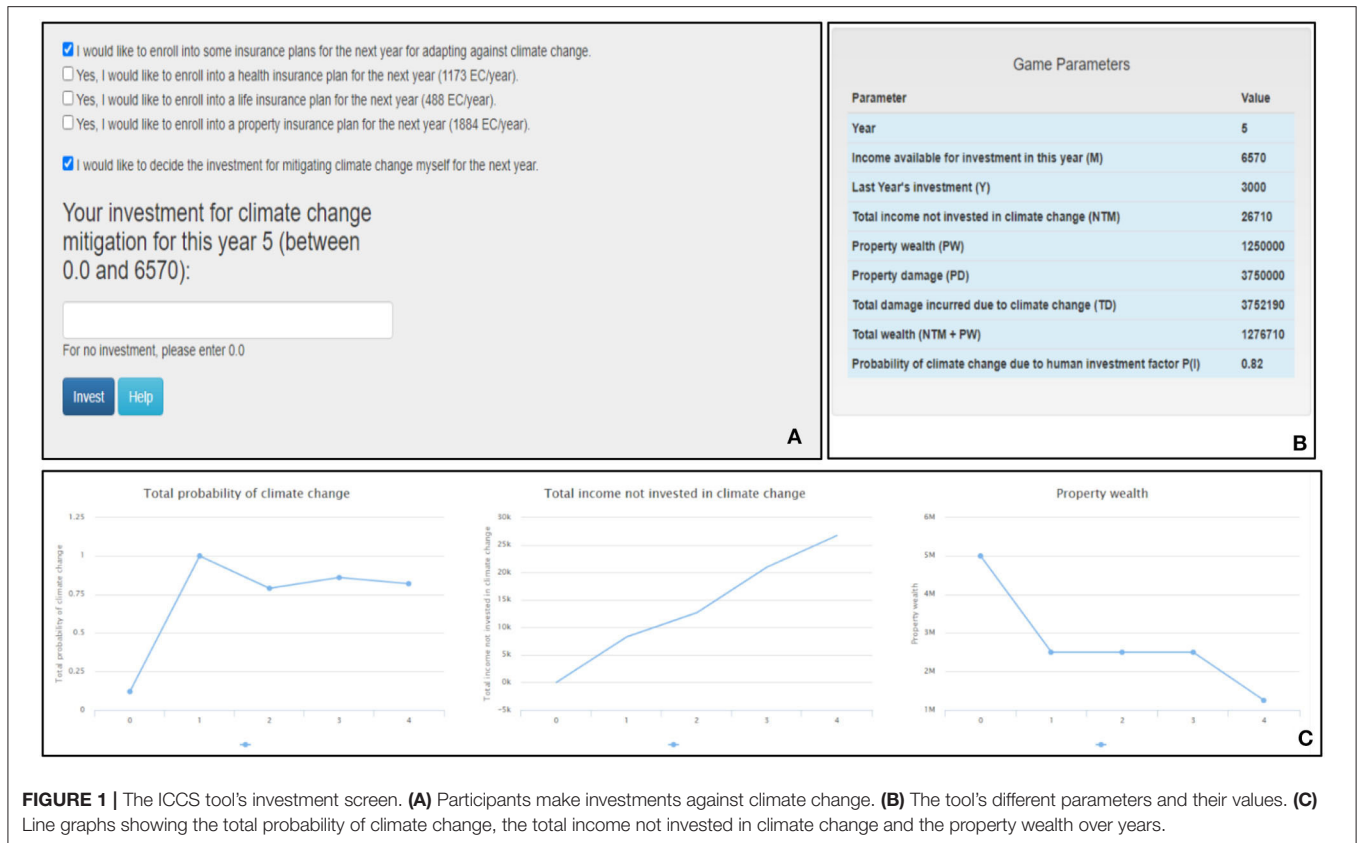 I would like to enroll into some insurance plans for the next year for adapting against climate change.
Yes, I would like to enroll into a health insurance plan for the next year (1173 EC/year).
Yes, I would like to enroll into a life insurance plan for the next year (488 EC/year).
Yes, I would like to enroll into a property insurance plan for the next year (1884 EC/year).
I would like to decide the investment for mitigating climate change myself for the next year.
Your investment for climate change
mitigation for this year 5 (between
0.0 and 6570):
For no investment, please enter 0.0
Invest Help
A
Game Parameters
Parameter Value
Year 5
Income available for investment in this year (M) 6570
Last Year's investment (Y) 3000
Total income not invested in climate change (NTM) 26710
Property wealth (PW) 1250000
Property damage (PD) 3750000
Total damage incurred due to climate change (TD) 3752190
Total wealth (NTM + PW) 1276710
Probability of climate change due to human investment factor P(I) 0.82
B
Total probability of climate change
Total probability of climate change
1.25
1
0.75
0.5
0.25
0
0 1 2 3 4
Total income not invested in climate change
Total income not invested in climate change
30k
25k
20k
15k
10k
5k
0k
-5k
0 1 2 3 4
Property wealth
Property wealth
6M
5M
4M
3M
2M
1M
0 1 2 3 4
C
FIGURE 1 | The ICCS tool's investment screen. (A) Participants make investments against climate change. (B) The tool's different parameters and their values. (C)
Line graphs showing the total probability of climate change, the total income not invested in climate change and the property wealth over years.